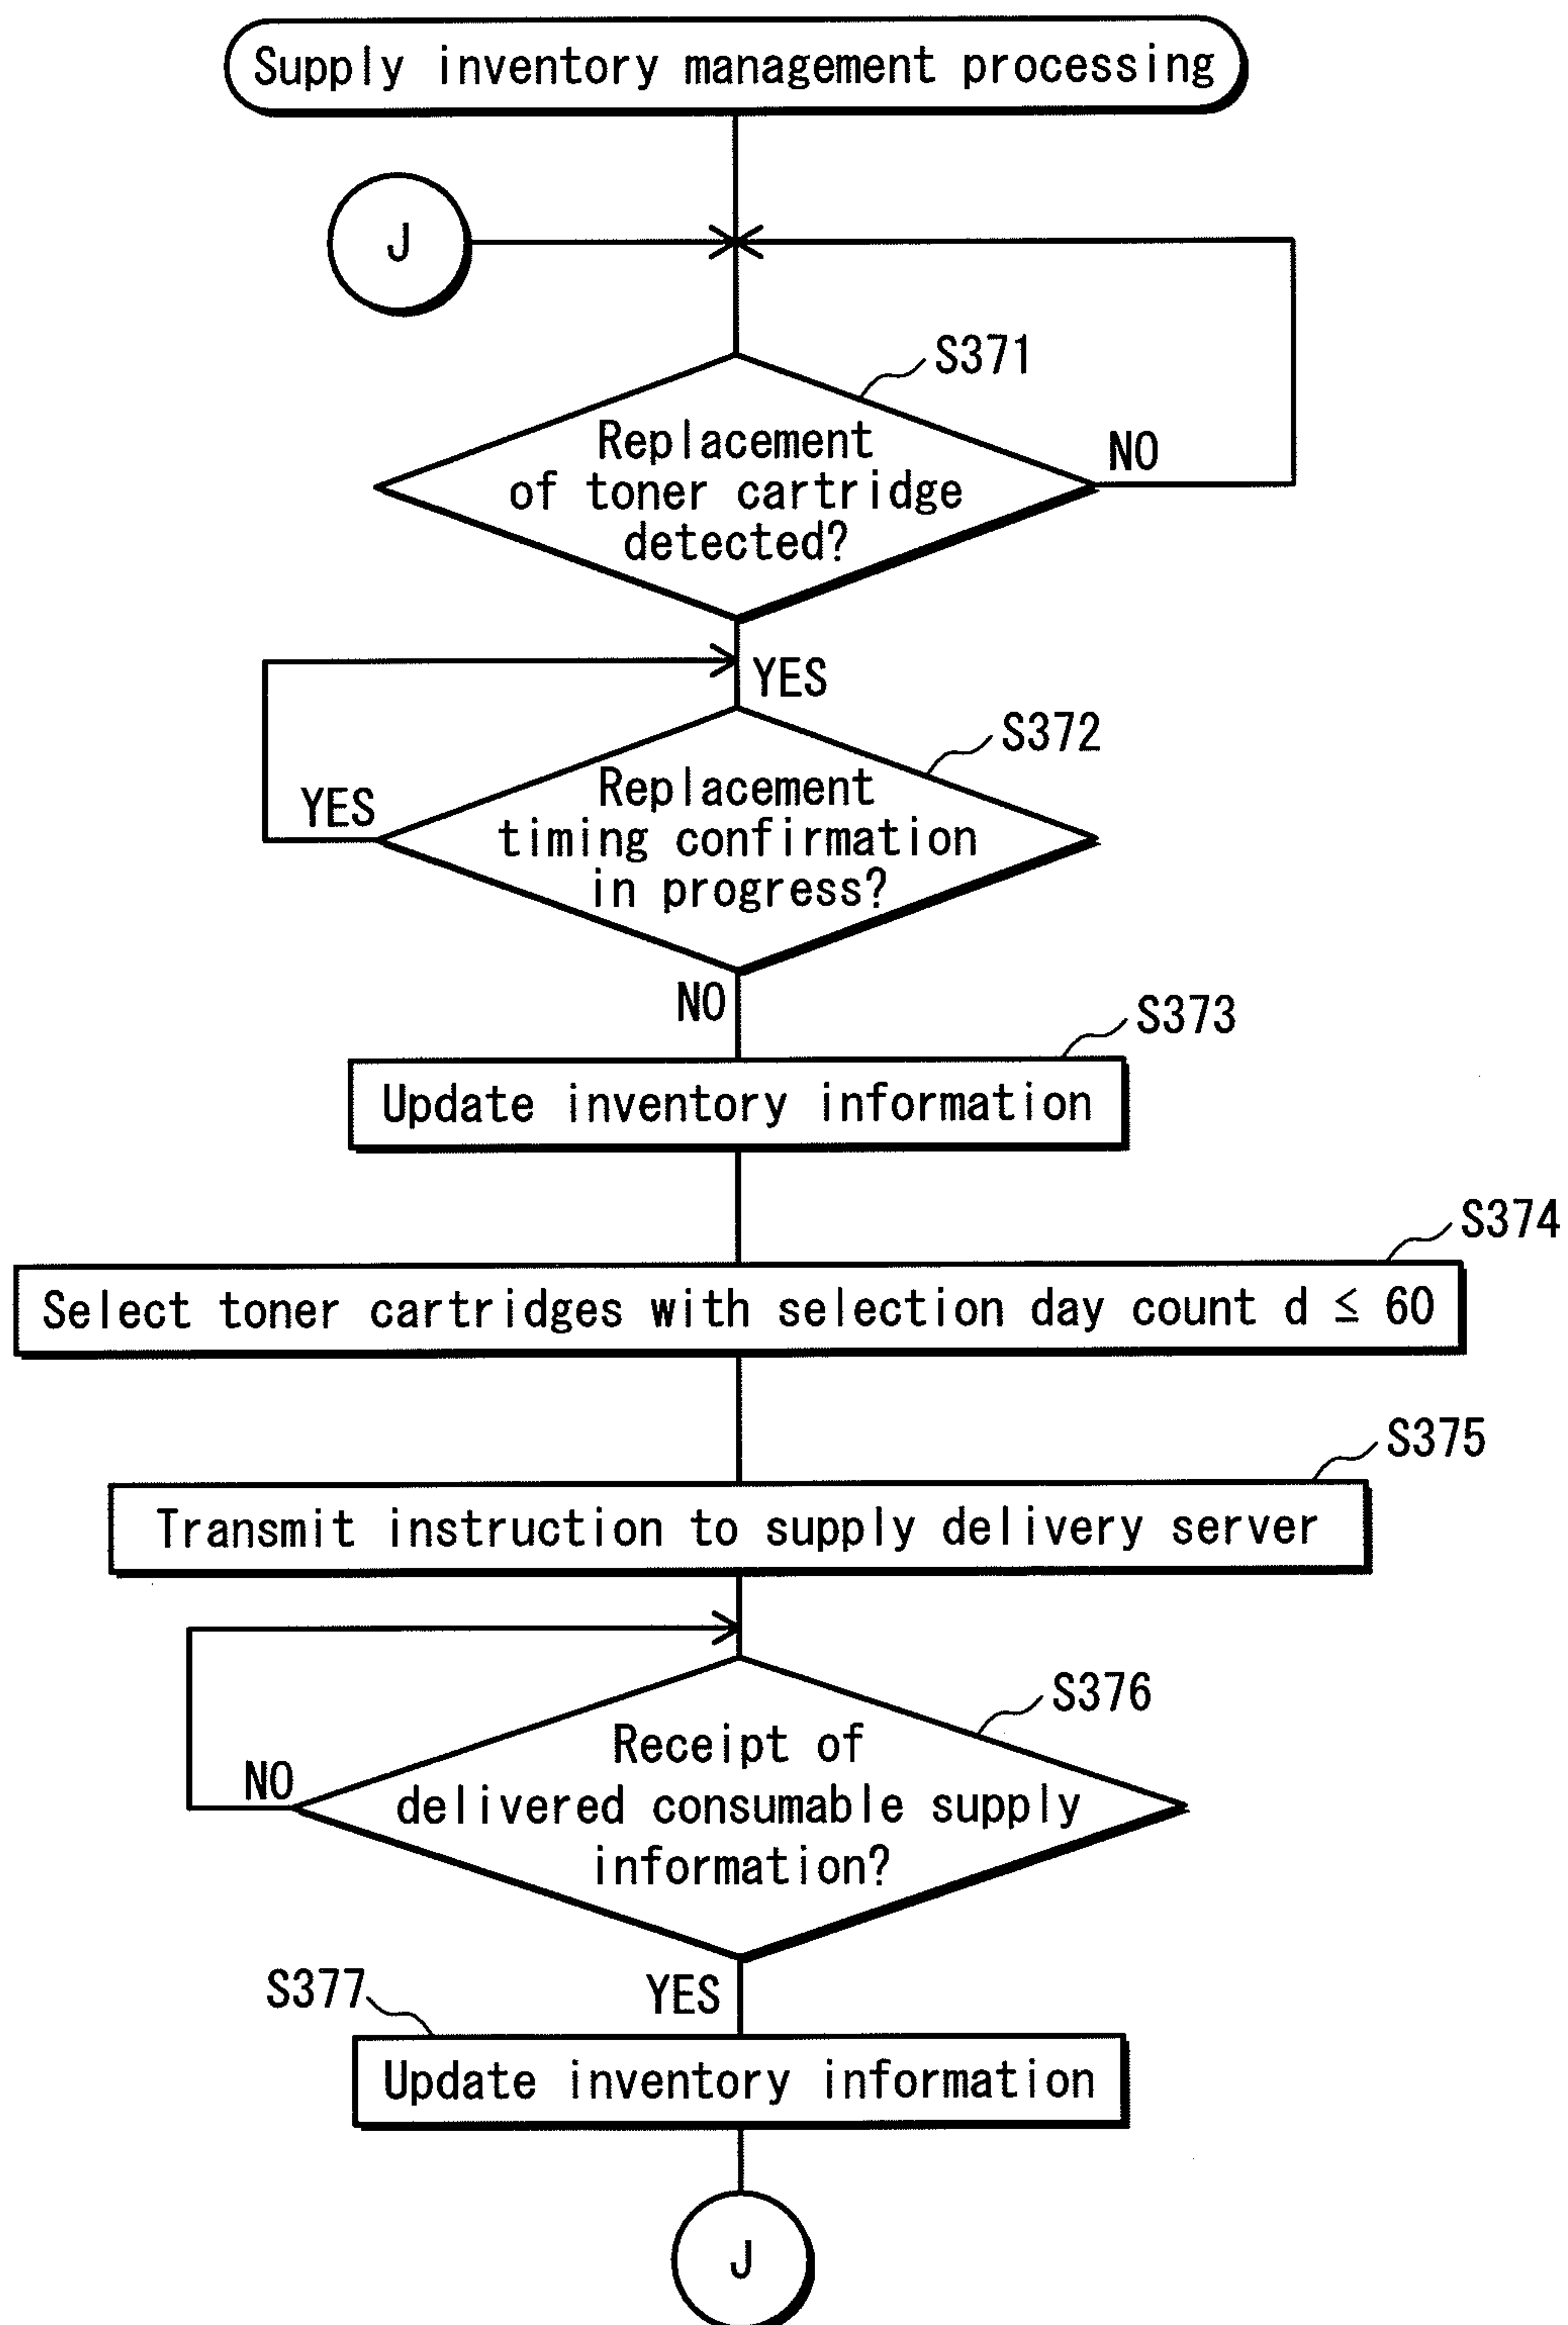 Supply inventory management processing
J
S371
Replacement
of toner cartridge
detected?
NO
YES
S372
Replacement
timing confirmation
in progress?
YES
NO
S373
Update inventory information
S374
Select toner cartridges with selection day count d ≤ 60
S375
Transmit instruction to supply delivery server
S376
Receipt of
delivered consumable supply
information?
NO
YES
S377
Update inventory information
J